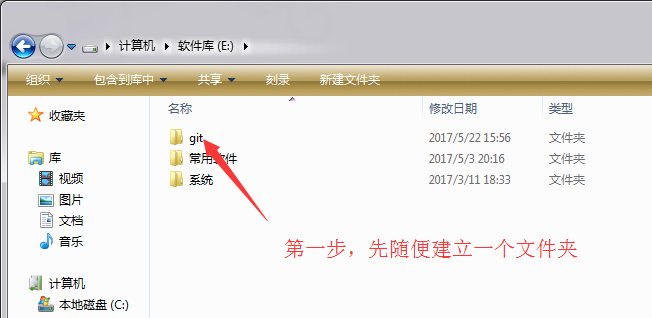 计算机 软件库 (E:)
组织 包含到库中 共享 刻录 新建文件夹
名称 修改日期 类型
收藏夹
git 2017/5/22 15:56 文件夹
库 常用软件 2017/5/3 20:16 文件夹
视频 系统 2017/3/11 18:33 文件夹
图片
文档
音乐
第一步，先随便建立一个文件夹
计算机
本地磁盘 (C:)